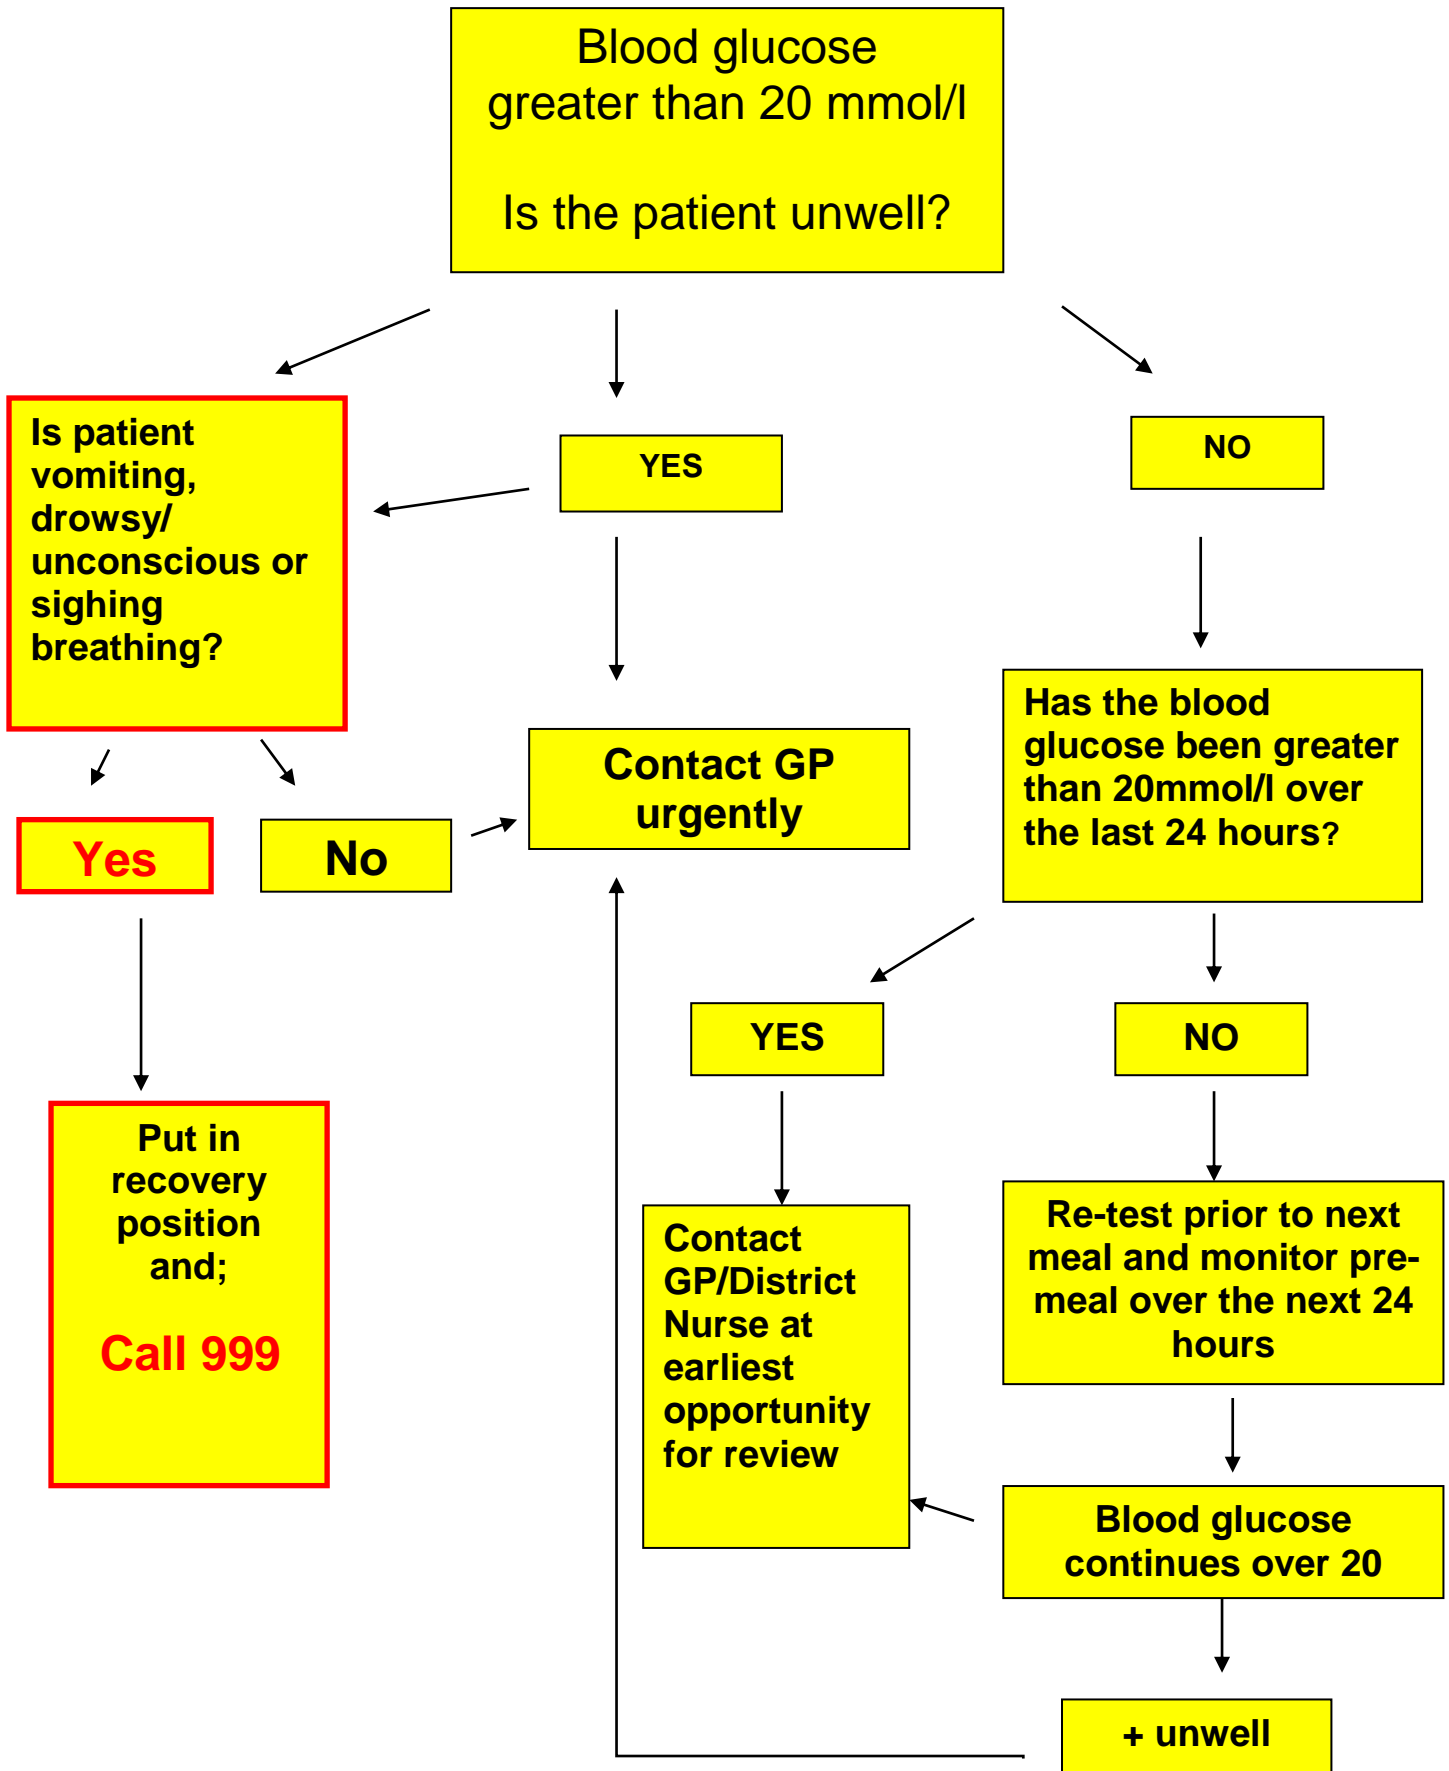 Blood glucose
greater than 20 mmol/l
Is the patient unwell?
Is patient
vomiting,
drowsy/
unconscious or
sighing
breathing?
YES
NO
Contact GP
urgently
Has the blood
glucose been greater
than 20mmol/l over
the last 24 hours?
Yes
No
YES
NO
Put in
recovery
position
and;
Call 999
Contact
GP/District
Nurse at
earliest
opportunity
for review
Re-test prior to next
meal and monitor pre-
meal over the next 24
hours
Blood glucose
continues over 20
+ unwell